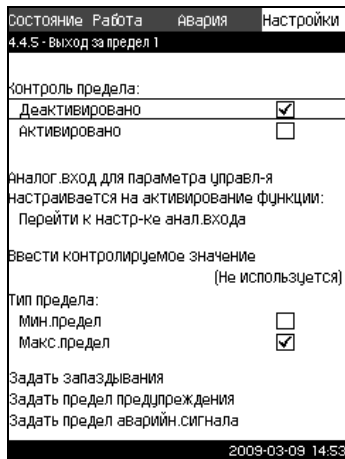 Состояние Работа Авария Настройки
4.4.5 - Выход за предел 1
Контроль предела:
Деактивировано
Активировано
Аналог.вход для параметра управл-я
настраивается на активирование функции:
Перейти к настр-ке анал.входа
Ввести контролируемое значение
(Не используется)
Тип предела:
Мин.предел
Макс.предел
Задать запаздывания
Задать предел предупреждения
Задать предел аварийн.сигнала
2009-03-09 14:53